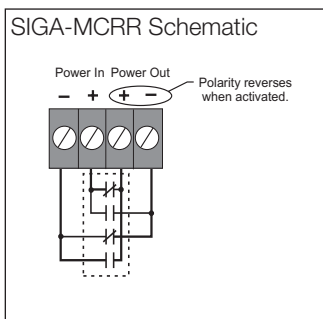 SIGA-MCRR Schematic
Power In Power Out
Polarity reverses
when activated.
– + + –